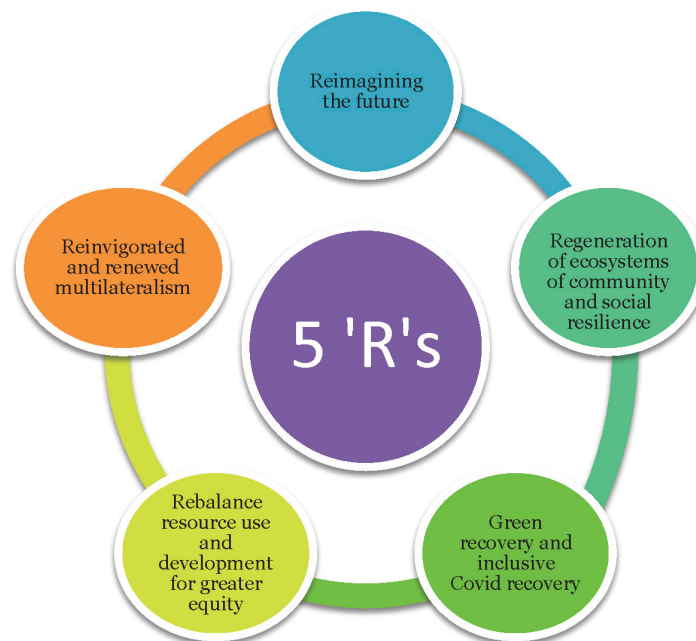 Reimagining
the future
Regeneration
of ecosystems
of community
and social
resilience
Green
recovery and
inclusive
Covid recovery
Rebalance
resource use
and
development
for greater
equity
Reinvigorated
and renewed
multilateralism
5 'R's